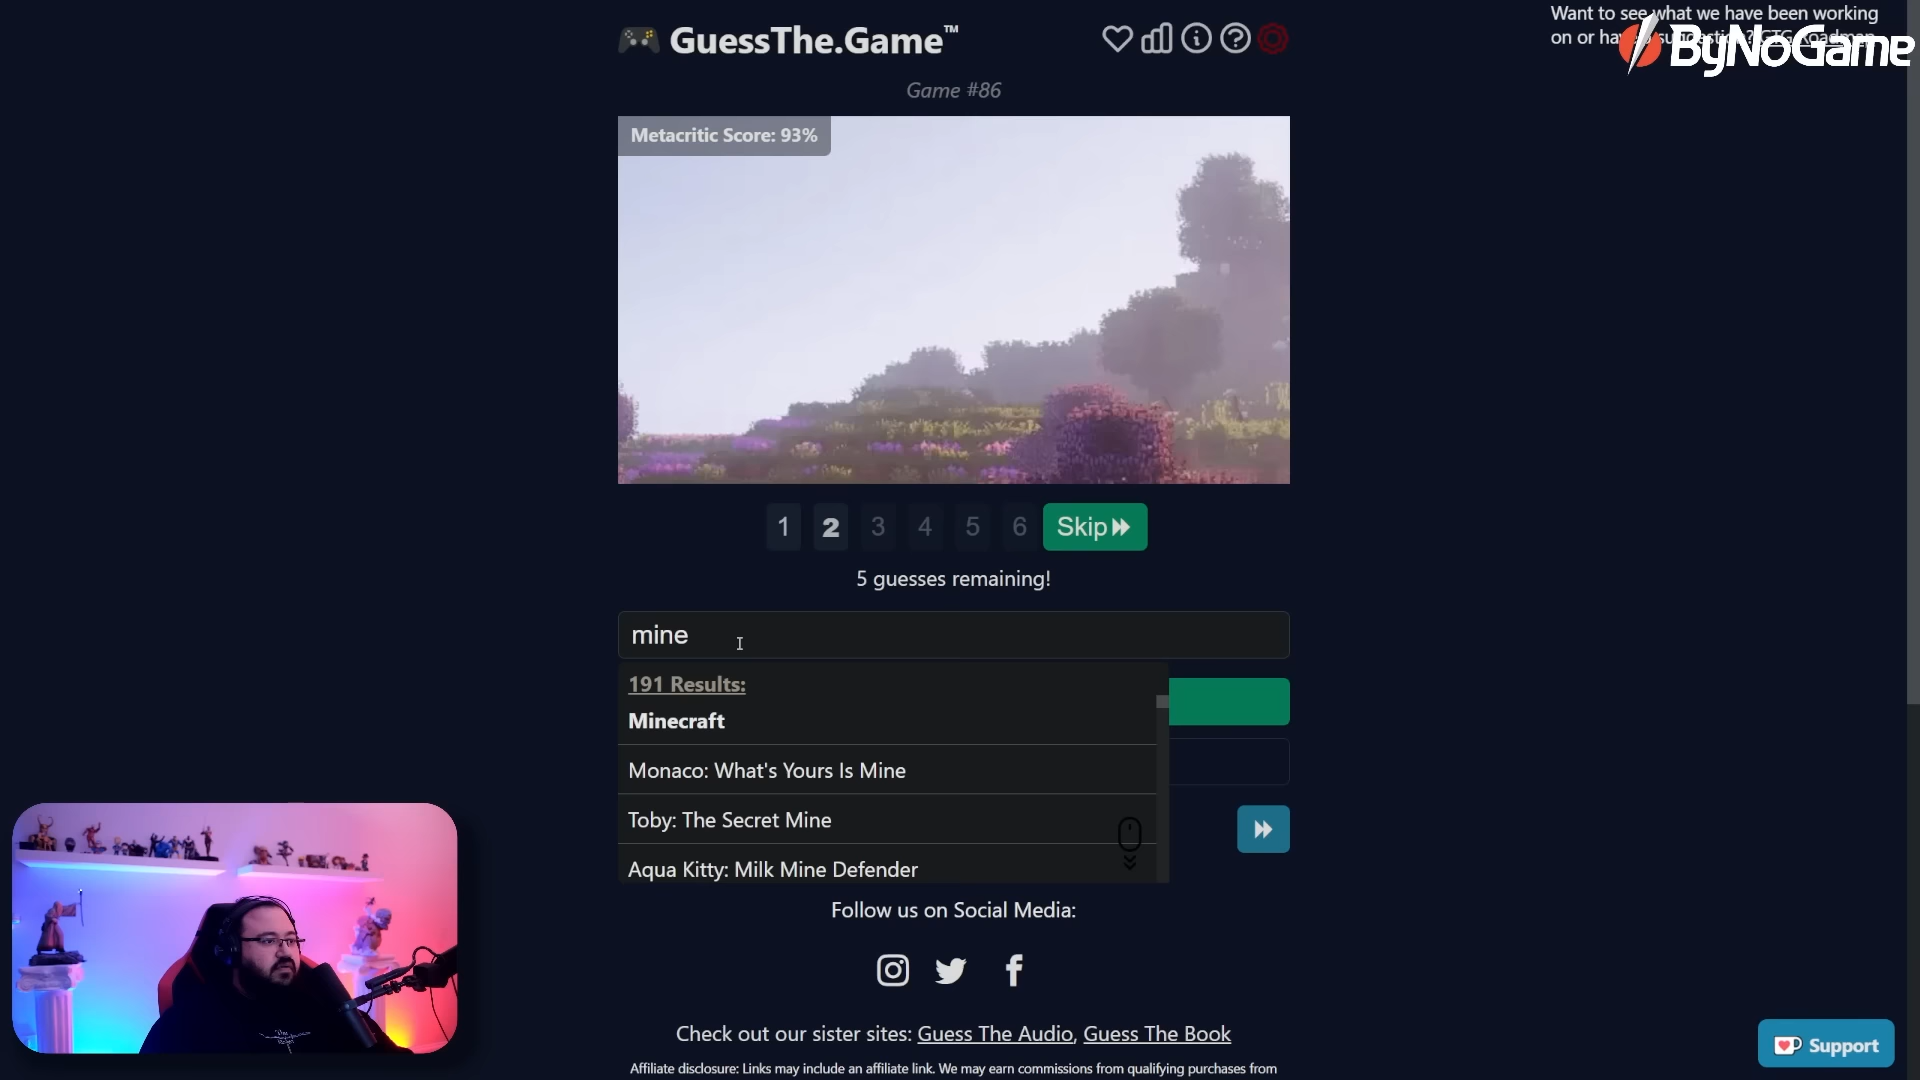 Want to see what we have been working
on or have
ByNoGame
GuessThe.Game™
Game #86
Metacritic Score: 93%
1 2 3 4 5 6 Skip
5 guesses remaining!
mine
191 Results:
Minecraft
Monaco: What's Yours Is Mine
Toby: The Secret Mine
Aqua Kitty: Milk Mine Defender
Follow us on Social Media:
Check out our sister sites: Guess The Audio, Guess The Book
Affiliate disclosure: Links may include an affiliate link. We may earn commissions from qualifying purchases from
Support